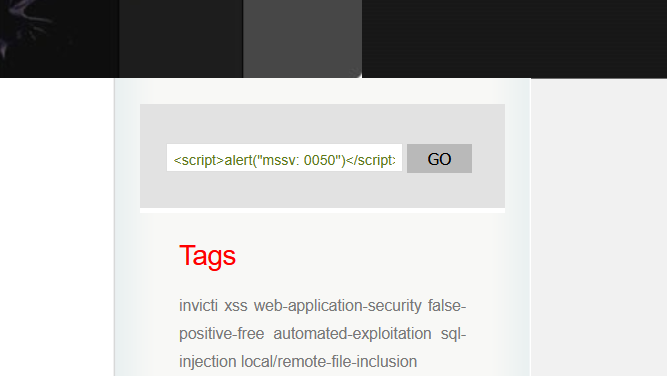 <script>alert("mssv: 0050")</script>
GO
Tags
invicti xss web-application-security false-
positive-free automated-exploitation sql-
injection local/remote-file-inclusion